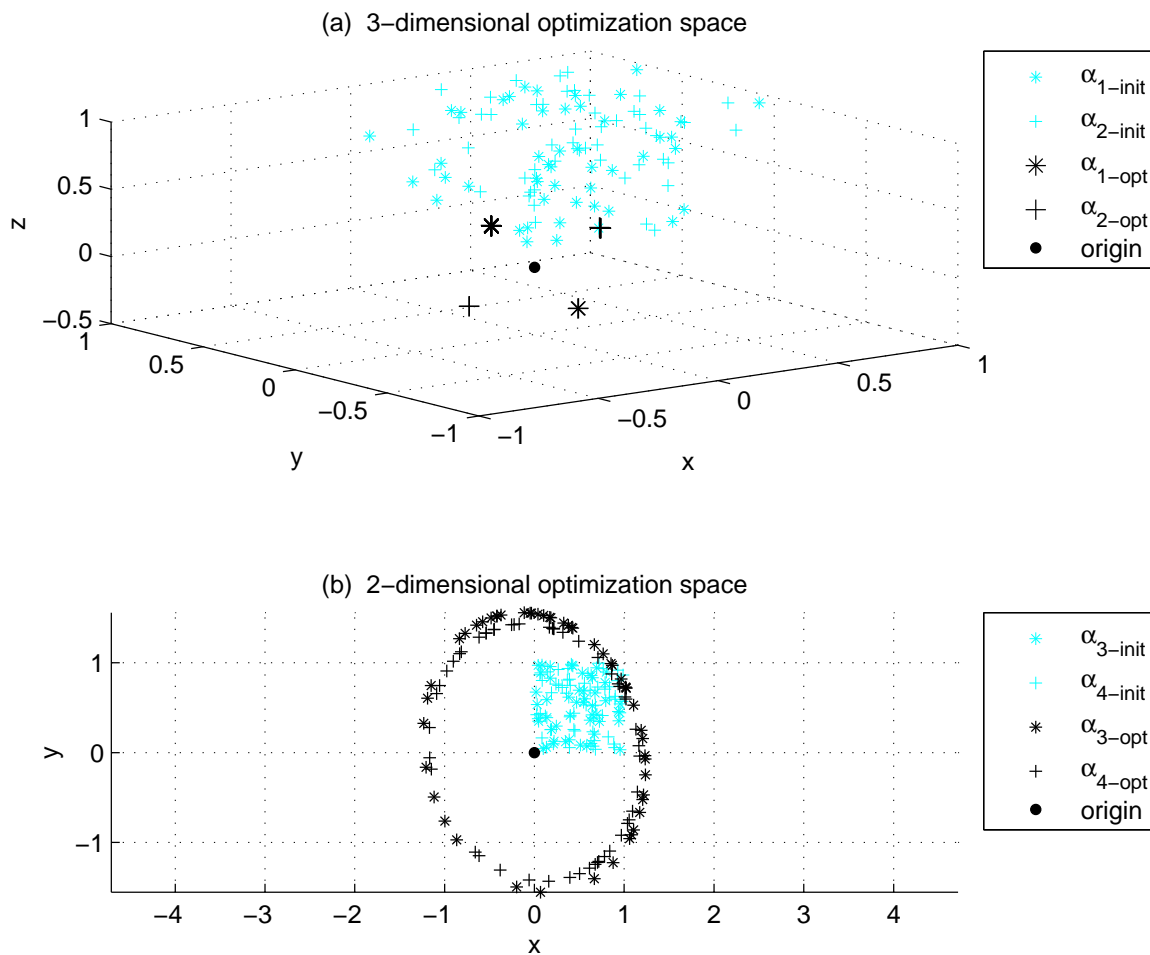 (a) 3−dimensional optimization space
1
0.5
0
−0.5
z
1
0.5
0
−0.5
−1
y
−1
−0.5
0
0.5
1
x
α1−init
α2−init
α1−opt
α2−opt
origin
(b) 2−dimensional optimization space
1
0
−1
y
−4
−3
−2
−1
0
1
2
3
4
x
α3−init
α4−init
α3−opt
α4−opt
origin